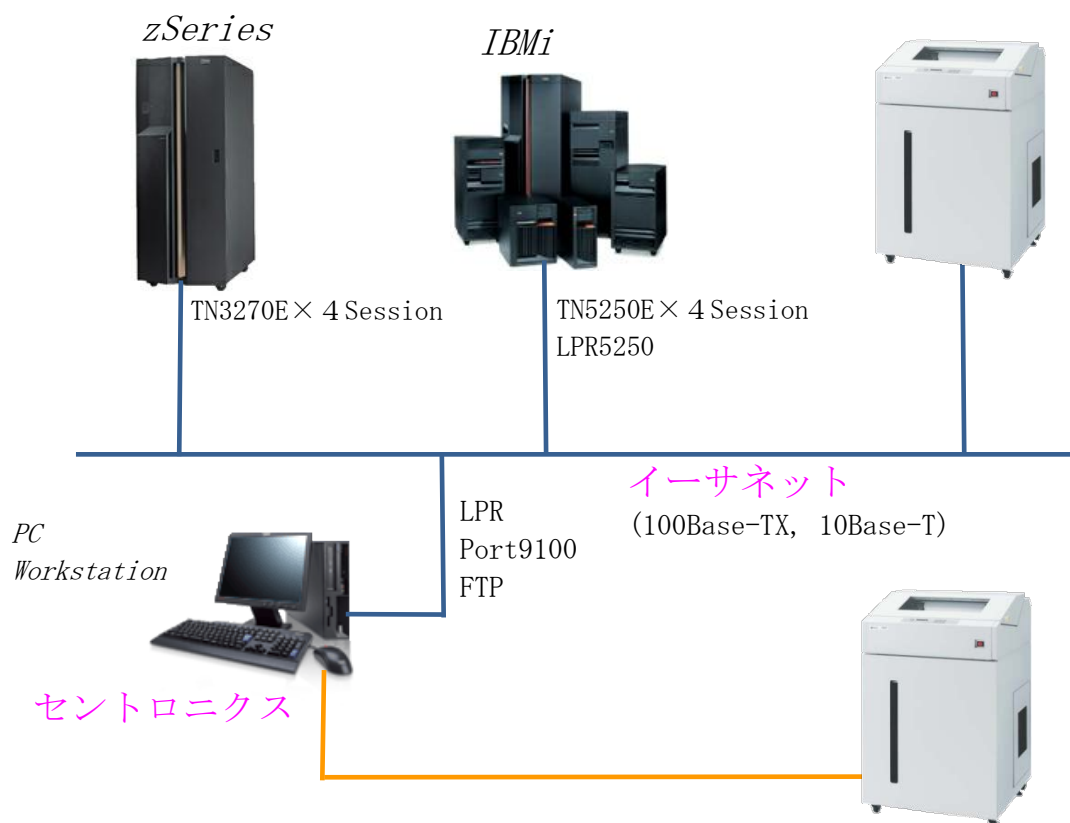 zSeries
IBMi
TN3270E×４Session
TN5250E×４Session
LPR5250
イーサネット
(100Base-TX, 10Base-T)
LPR
Port9100
FTP
PC
Workstation
セントロニクス